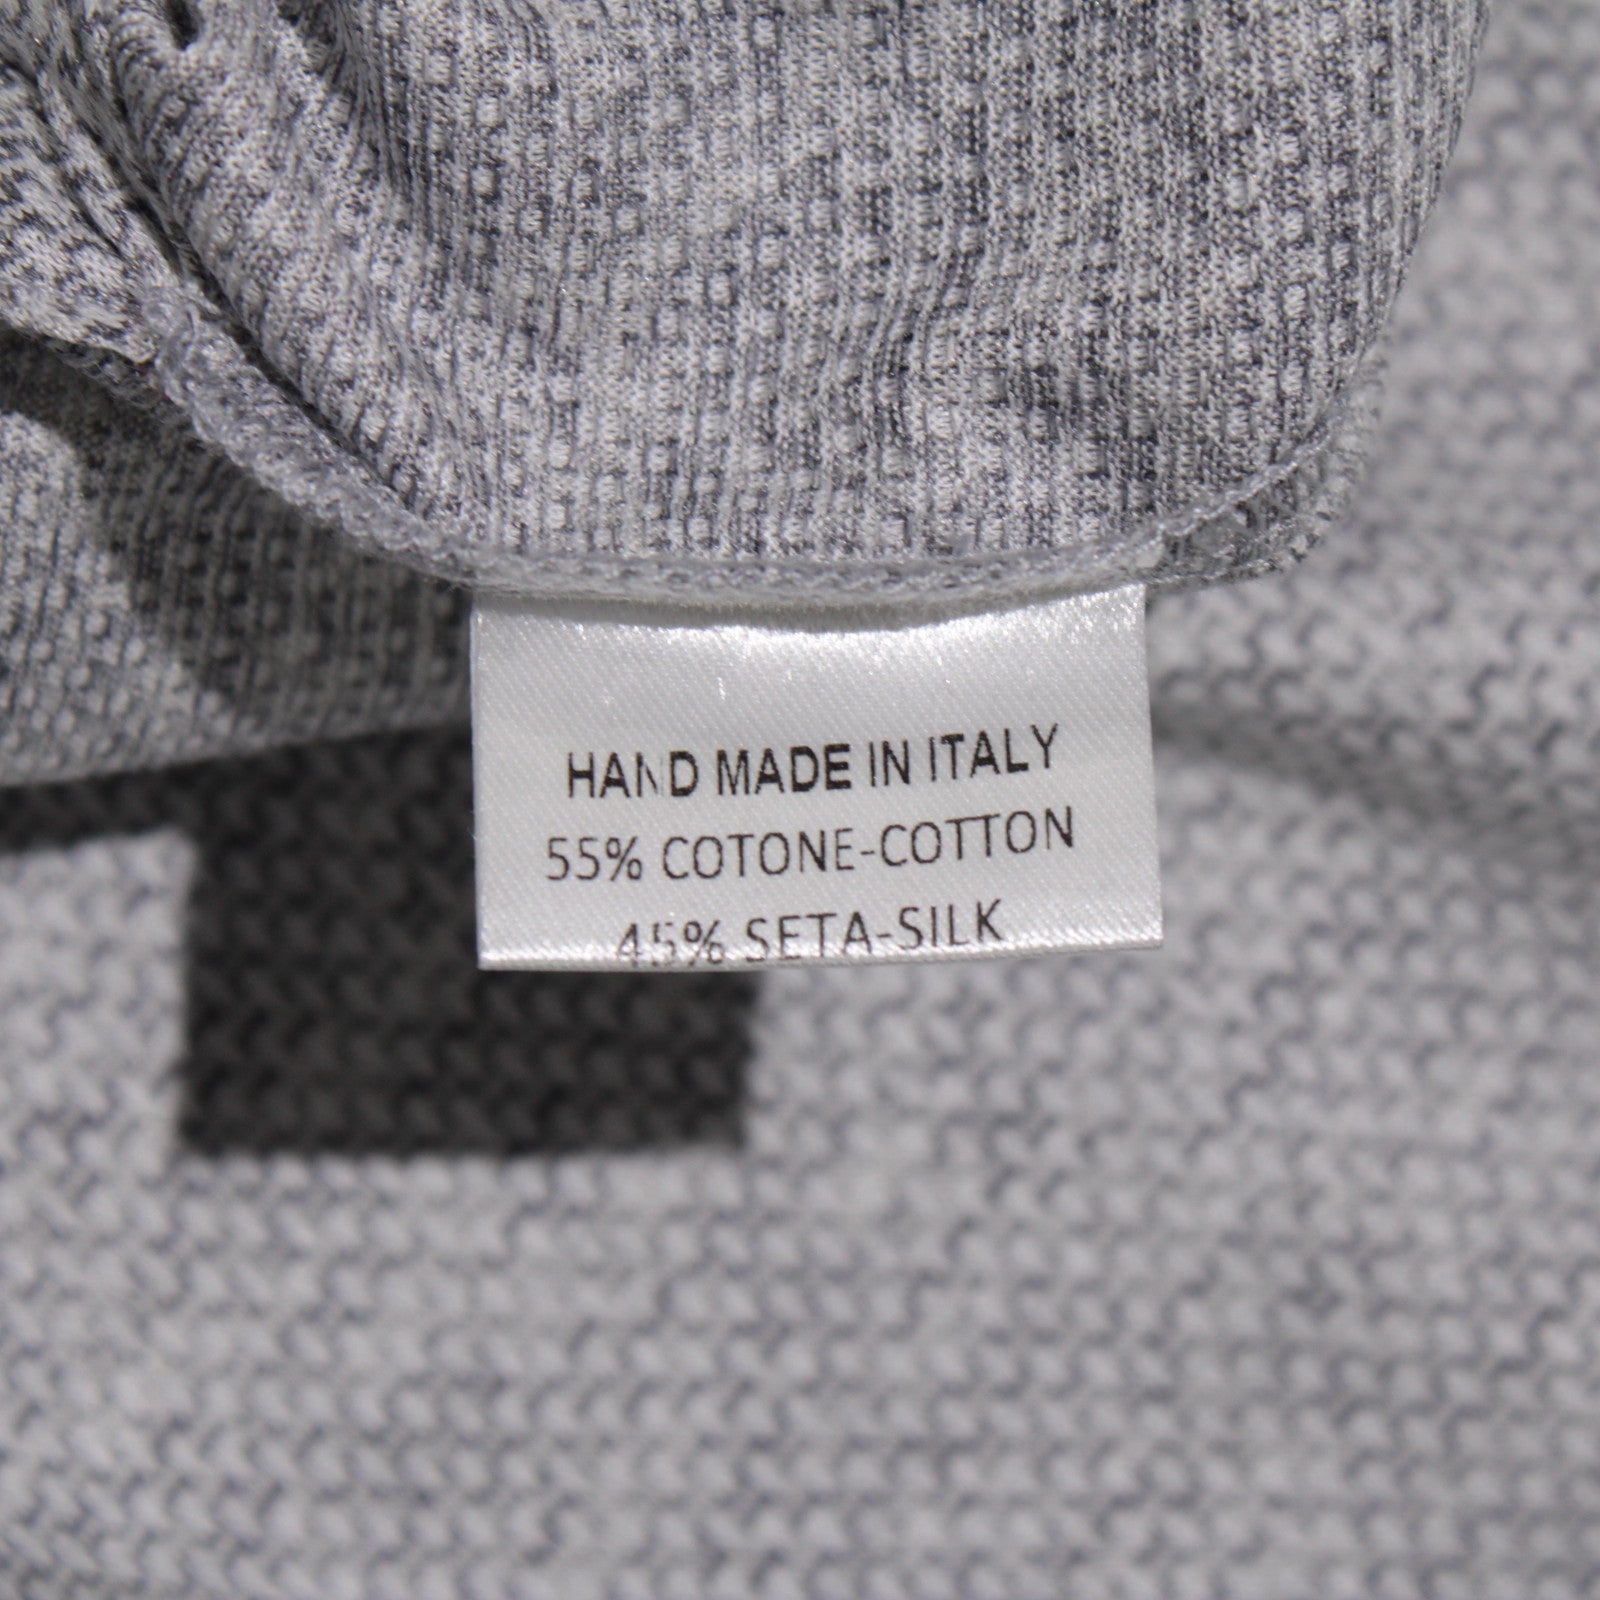 HAND MADE IN ITALY
55% COTONE-COTTON
45% SETA-SILK